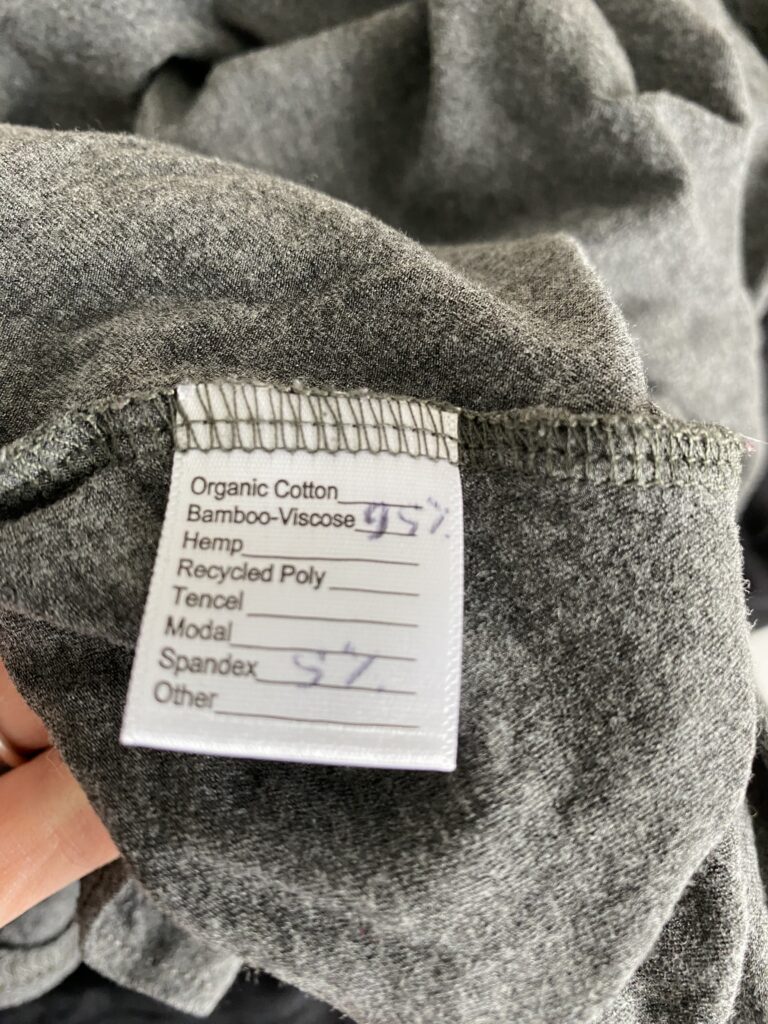 Organic Cotton
Bamboo-Viscose 95%
Hemp
Recycled Poly
Tencel
Modal
Spandex 5%
Other